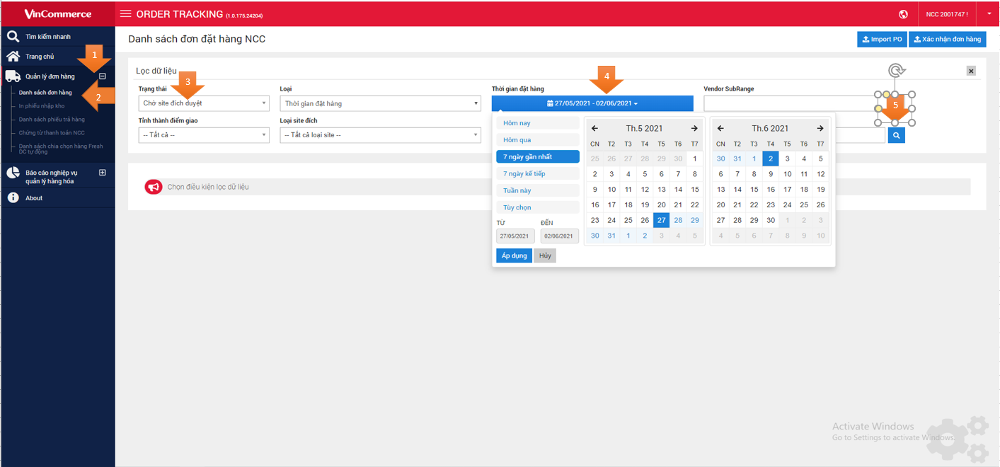 VinCommerce
ORDER TRACKING (1.0.175.24204)
NCC 2001747 !
Tìm kiếm nhanh
Trang chủ
1
Quản lý đơn hàng
Danh sách đơn hàng
2
In phiếu nhập kho
Danh sách phiếu trả hàng
Chứng từ thanh toán NCC
Danh sách chia chọn hàng Fresh
DC tự động
Báo cáo nghiệp vụ
quản lý hàng hóa
About
Danh sách đơn đặt hàng NCC
Import PO
Xác nhận đơn hàng
Lọc dữ liệu
3
4
5
Trạng thái
Loại
Thời gian đặt hàng
Vendor SubRange
Chờ site đích duyệt
Thời gian đặt hàng
27/05/2021 - 02/06/2021
Tỉnh thành điểm giao
Loại site đích
-- Tất cả --
-- Tất cả loại site --
Chọn điều kiện lọc dữ liệu
Hôm nay
Hôm qua
7 ngày gần nhất
7 ngày kế tiếp
Tuần này
Tùy chọn
TỪ ĐẾN
27/05/2021 02/06/2021
Áp dụng Hủy
Th.5 2021
CN T2 T3 T4 T5 T6 T7
25 26 27 28 29 30 1
2 3 4 5 6 7 8
9 10 11 12 13 14 15
16 17 18 19 20 21 22
23 24 25 26 27 28 29
30 31 1 2 3 4 5
Th.6 2021
CN T2 T3 T4 T5 T6 T7
30 31 1 2 3 4 5
6 7 8 9 10 11 12
13 14 15 16 17 18 19
20 21 22 23 24 25 26
27 28 29 30 1 2 3
4 5 6 7 8 9 10
Activate Windows
Go to Settings to activate Windows.